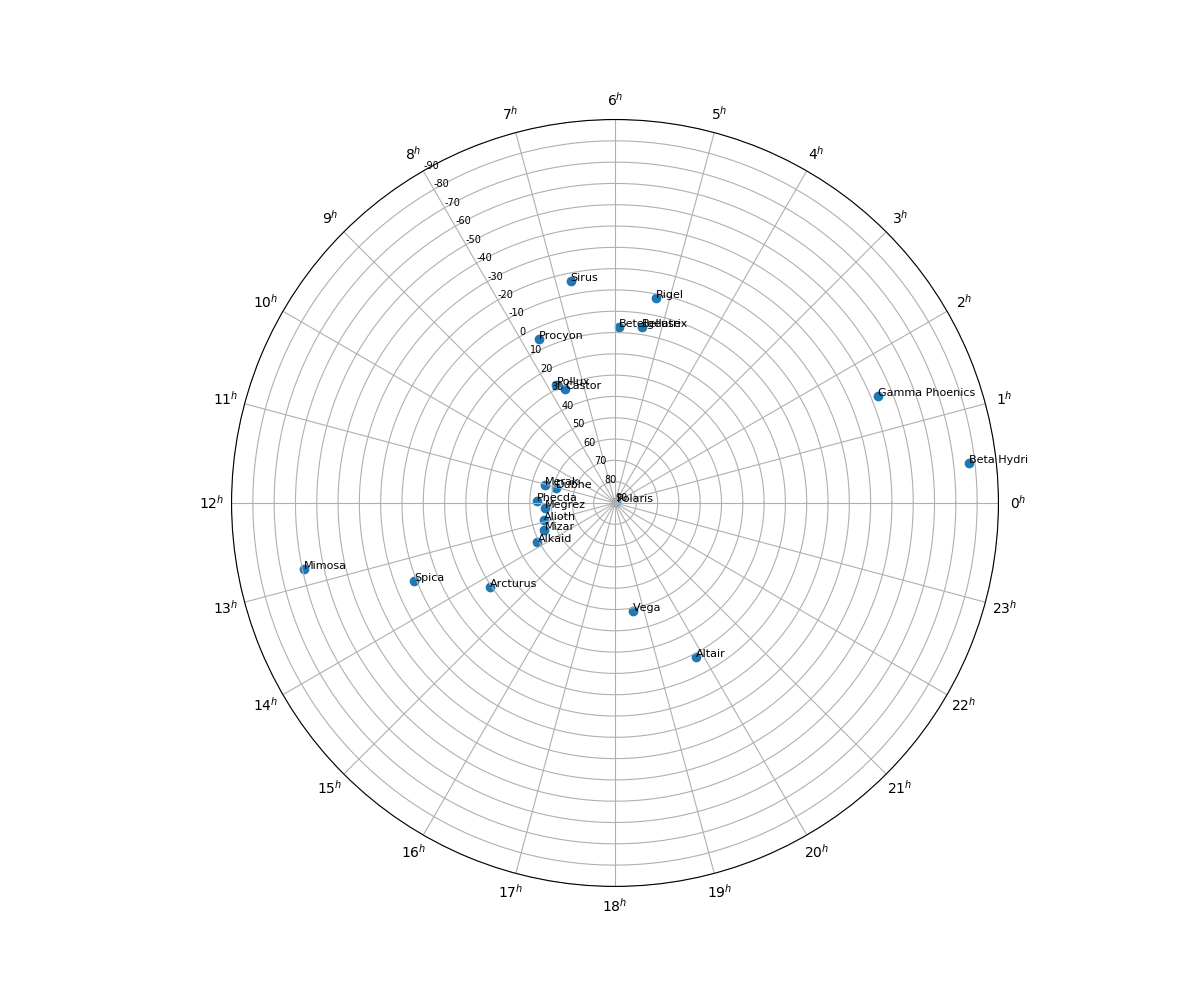 6ʰ
7ʰ
5ʰ
8ʰ
4ʰ
-90
-80
-70
9ʰ
3ʰ
-60
-50
-40
-30
Sirus
-20
Rigel
10ʰ
2ʰ
-10
Betelgeuse
Bellatrix
0
Procyon
10
20
Pollux
30
Castor
Gamma Phoenics
11ʰ
1ʰ
40
50
60
70
Beta Hydri
80
Merak
Dubhe
90
Polaris
Phecda
12ʰ
0ʰ
Megrez
Alioth
Mizar
Alkaid
Mimosa
Spica
Arcturus
13ʰ
23ʰ
Vega
Altair
14ʰ
22ʰ
15ʰ
21ʰ
16ʰ
20ʰ
17ʰ
19ʰ
18ʰ